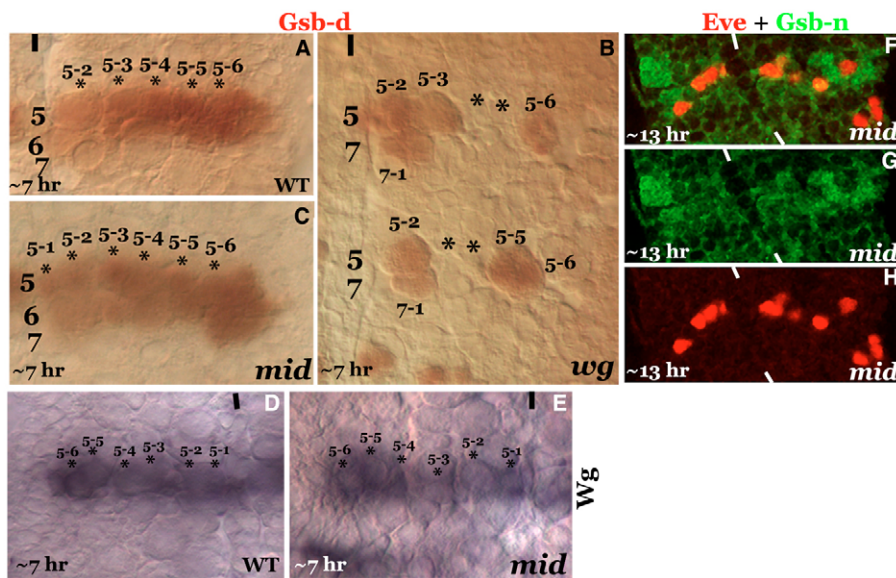 Gsb-d
Eve + Gsb-n
A
5-2 5-3 5-4 5-5 5-6
* * * * *
5
6
7
~7 hr
WT
B
5-2 5-3
* *
5-6
5
7
7-1
5-2
* *
5-5
5-6
5
7
7-1
~7 hr
wg
C
5-1 5-2 5-3 5-4 5-5 5-6
* * * * * *
5
6
7
~7 hr
mid
D
5-6 5-5 5-4 5-3 5-2 5-1
* * * * * *
~7 hr
WT
E
5-6 5-5 5-4 5-3 5-2 5-1
* * * * * *
~7 hr
mid
Wg
F
~13 hr
mid
G
H
~13 hr
mid